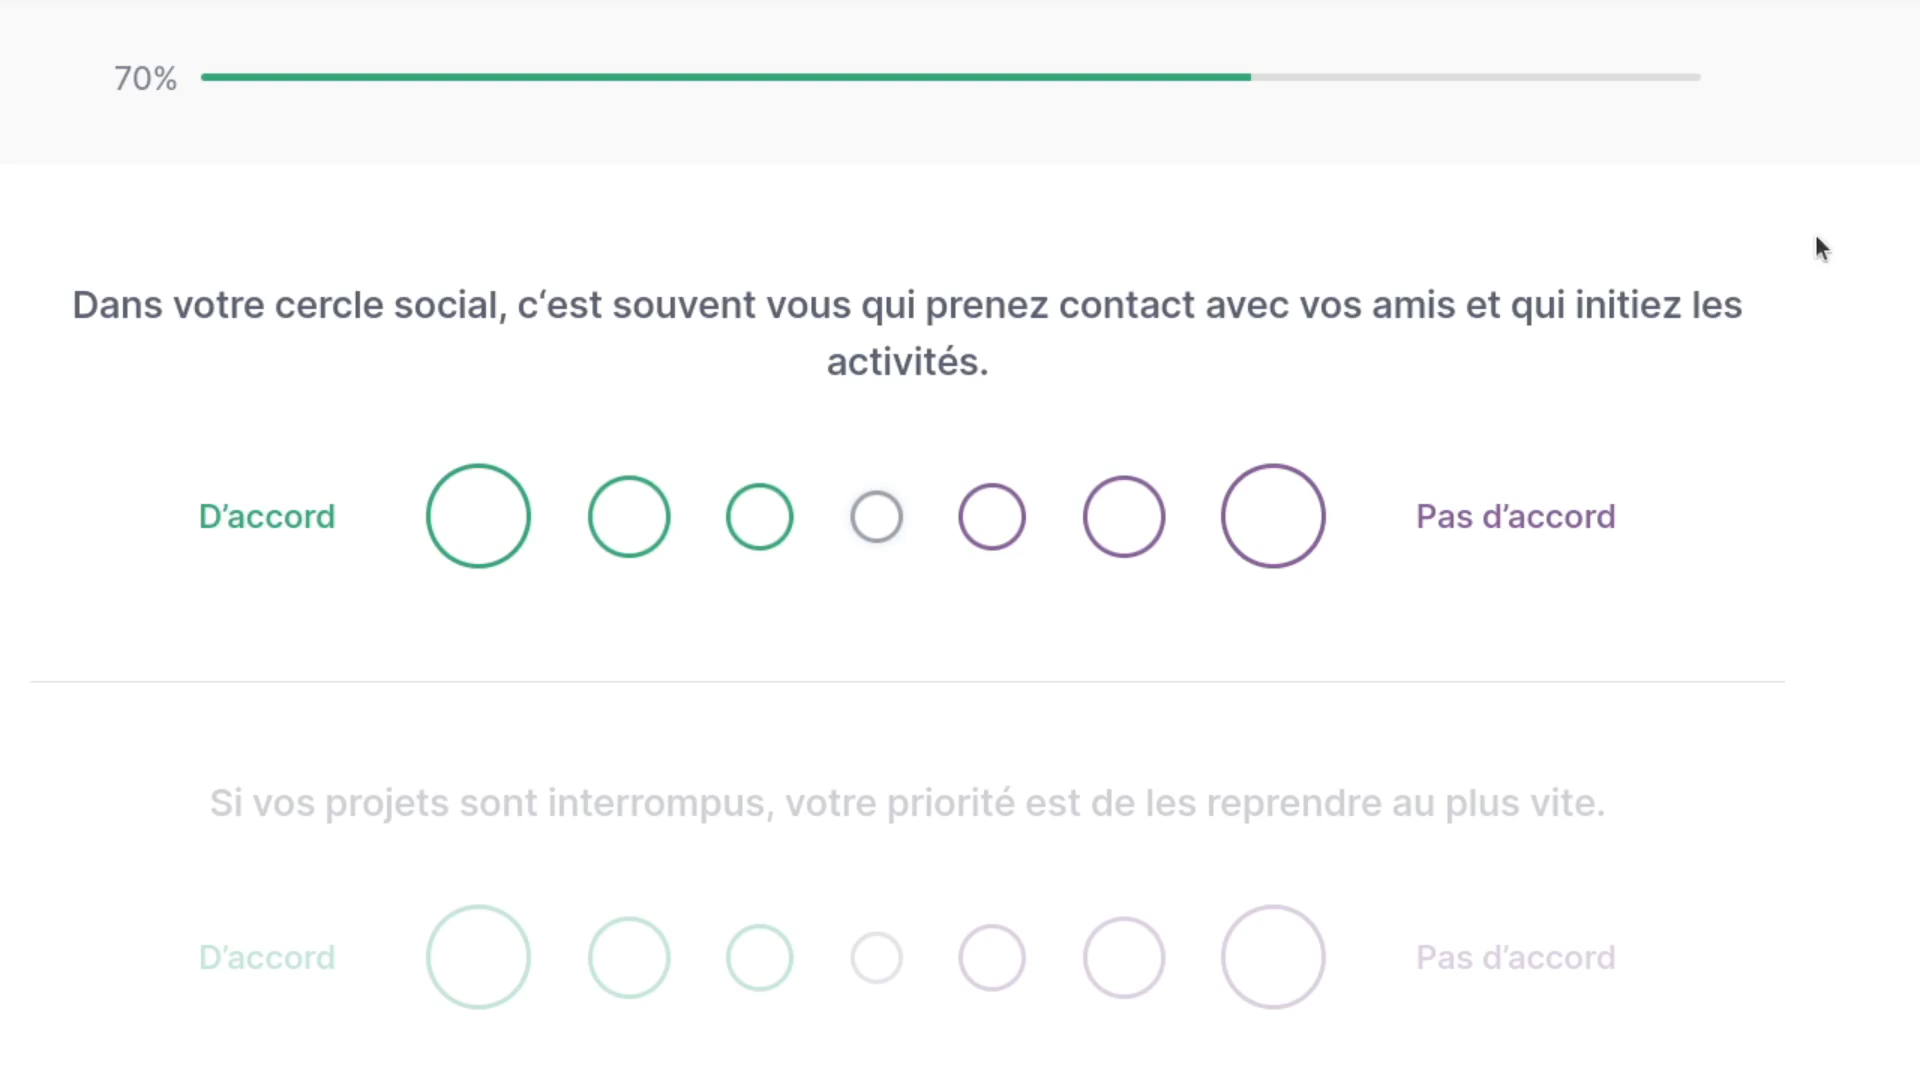 70%
Dans votre cercle social, c‘est souvent vous qui prenez contact avec vos amis et qui initiez les
activités.
D’accord
Pas d’accord
Si vos projets sont interrompus, votre priorité est de les reprendre au plus vite.
D’accord
Pas d’accord